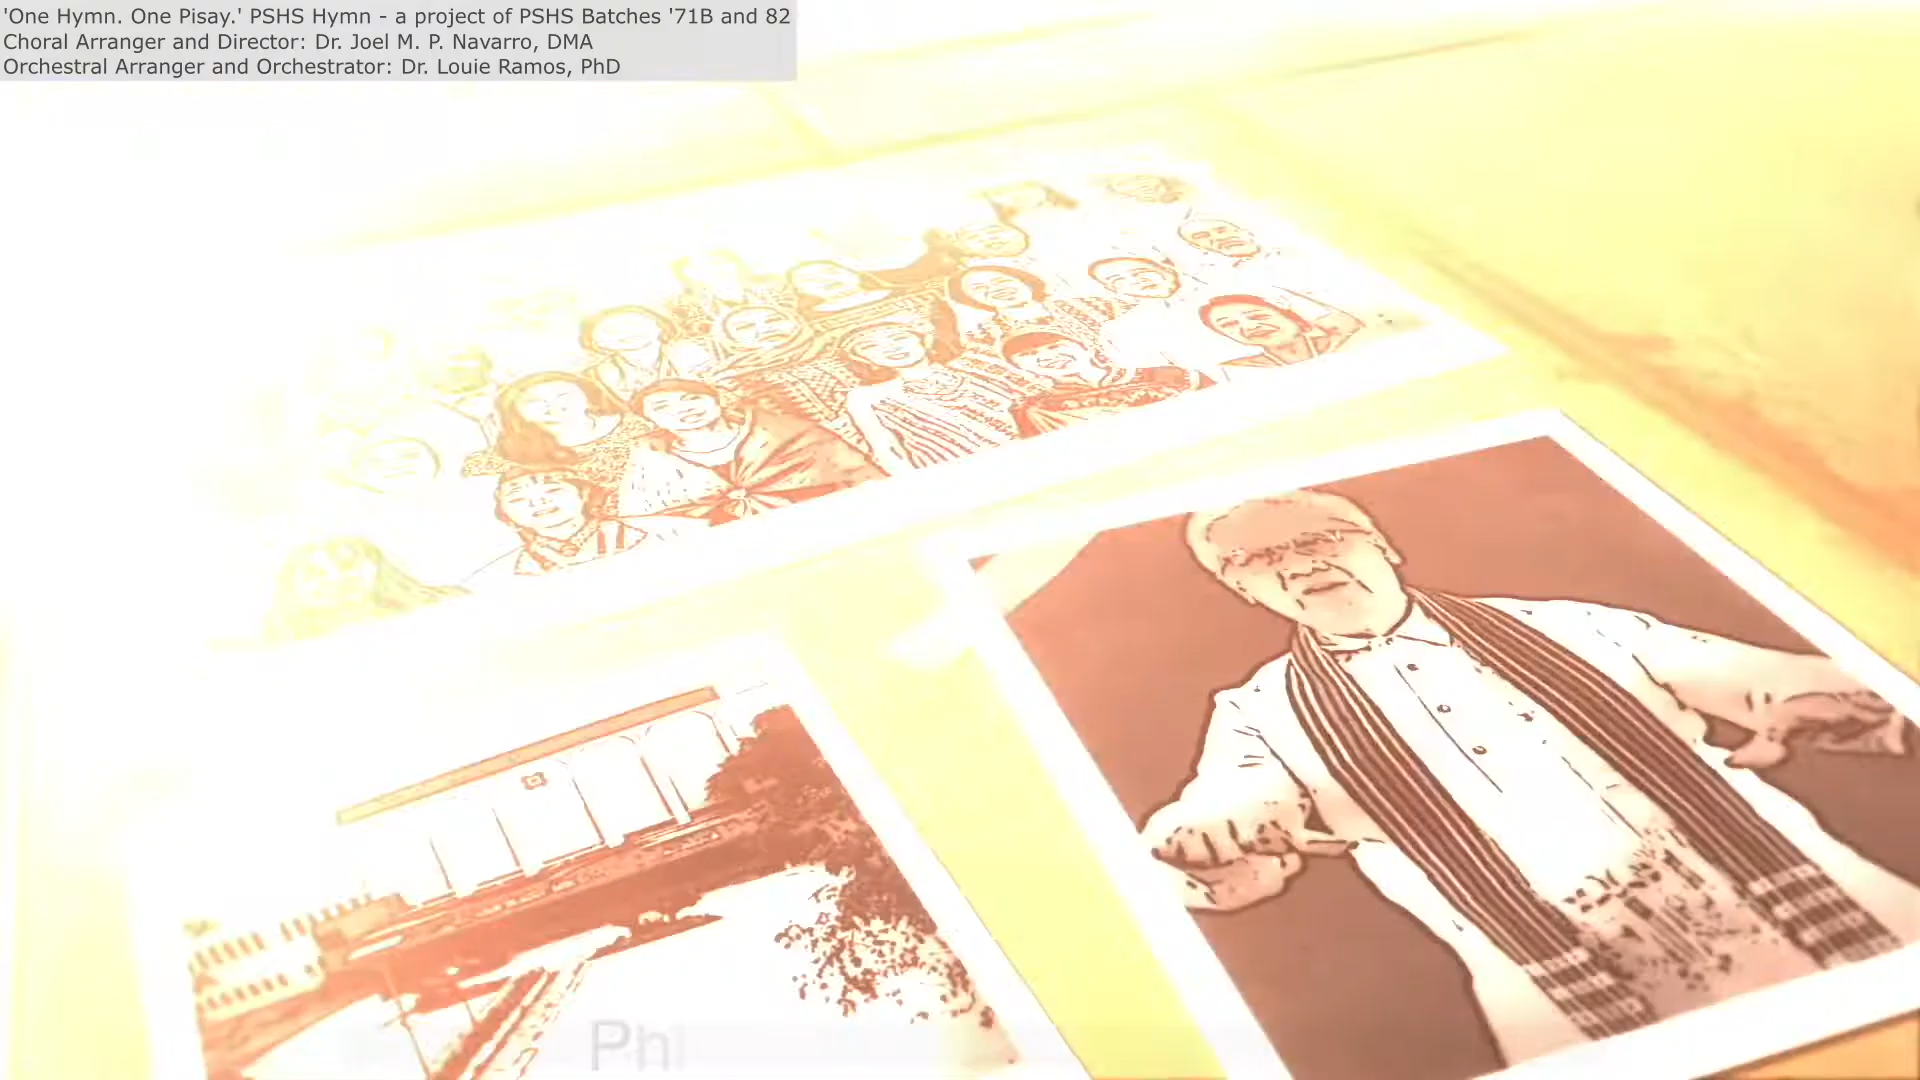 'One Hymn. One Pisay.' PSHS Hymn - a project of PSHS Batches '71B and 82
Choral Arranger and Director: Dr. Joel M. P. Navarro, DMA
Orchestral Arranger and Orchestrator: Dr. Louie Ramos, PhD
Phi